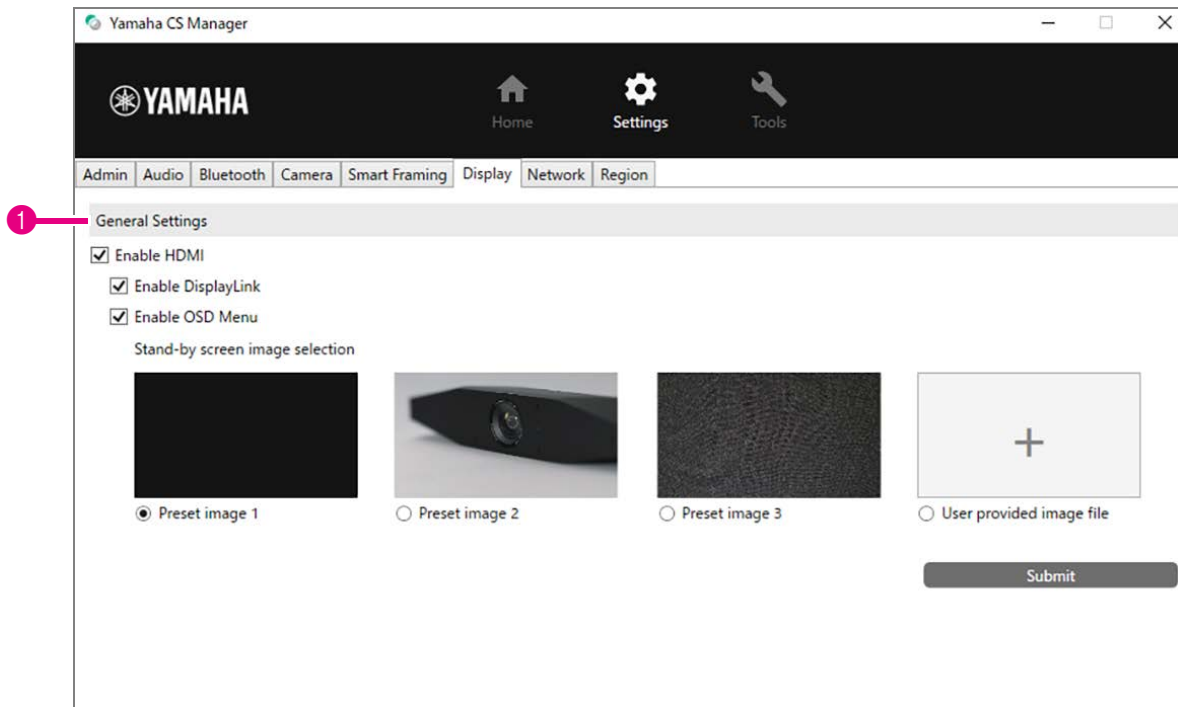 Yamaha CS Manager
YAMAHA
Home Settings Tools
Admin Audio Bluetooth Camera Smart Framing Display Network Region
1
General Settings
Enable HDMI
Enable DisplayLink
Enable OSD Menu
Stand-by screen image selection
Preset image 1 Preset image 2 Preset image 3 User provided image file
Submit